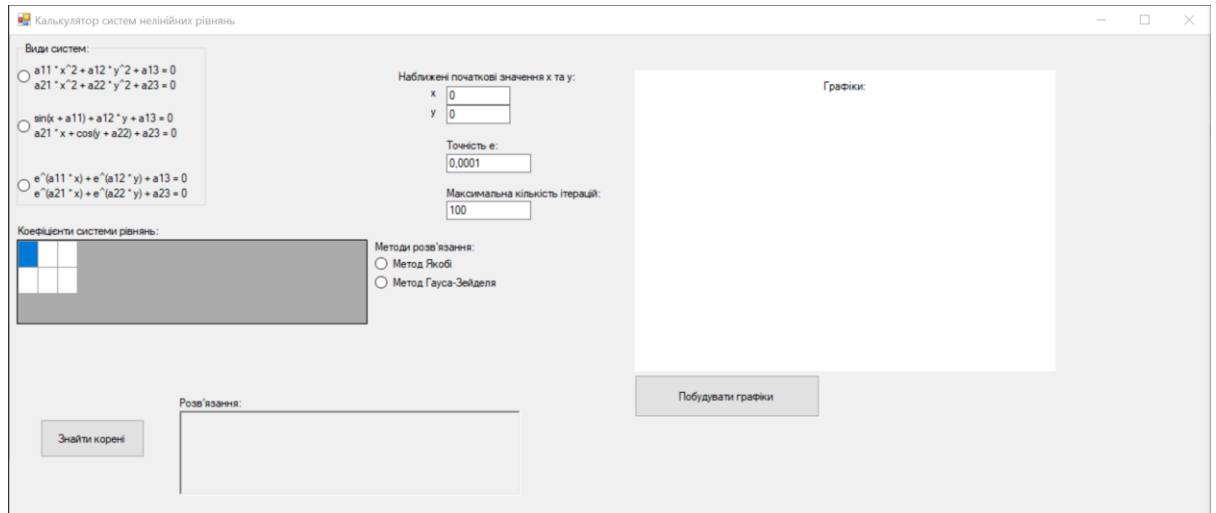 Калькулятор систем нелінійних рівнянь
Види систем:
a11 * x^2 + a12 * y^2 + a13 = 0
a21 * x^2 + a22 * y^2 + a23 = 0
sin(x + a11) + a12 * y + a13 = 0
a21 * x + cos(y + a22) + a23 = 0
e^(a11 * x) + e^(a12 * y) + a13 = 0
e^(a21 * x) + e^(a22 * y) + a23 = 0
Коефіцієнти системи рівнянь:
Наближені початкові значення x та y:
x 0
y 0
Точність e:
0,0001
Максимальна кількість ітерацій:
100
Методи розв'язання:
Метод Якобі
Метод Гауса-Зейделя
Графіки:
Побудувати графіки
Розв'язання:
Знайти корені